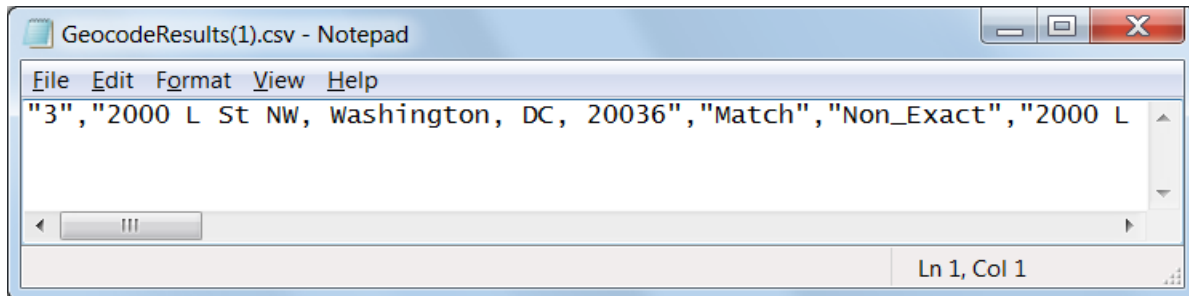 GeocodeResults(1).csv - Notepad
File Edit Format View Help
"3","2000 L St NW, Washington, DC, 20036","Match","Non_Exact","2000 L
Ln 1, Col 1